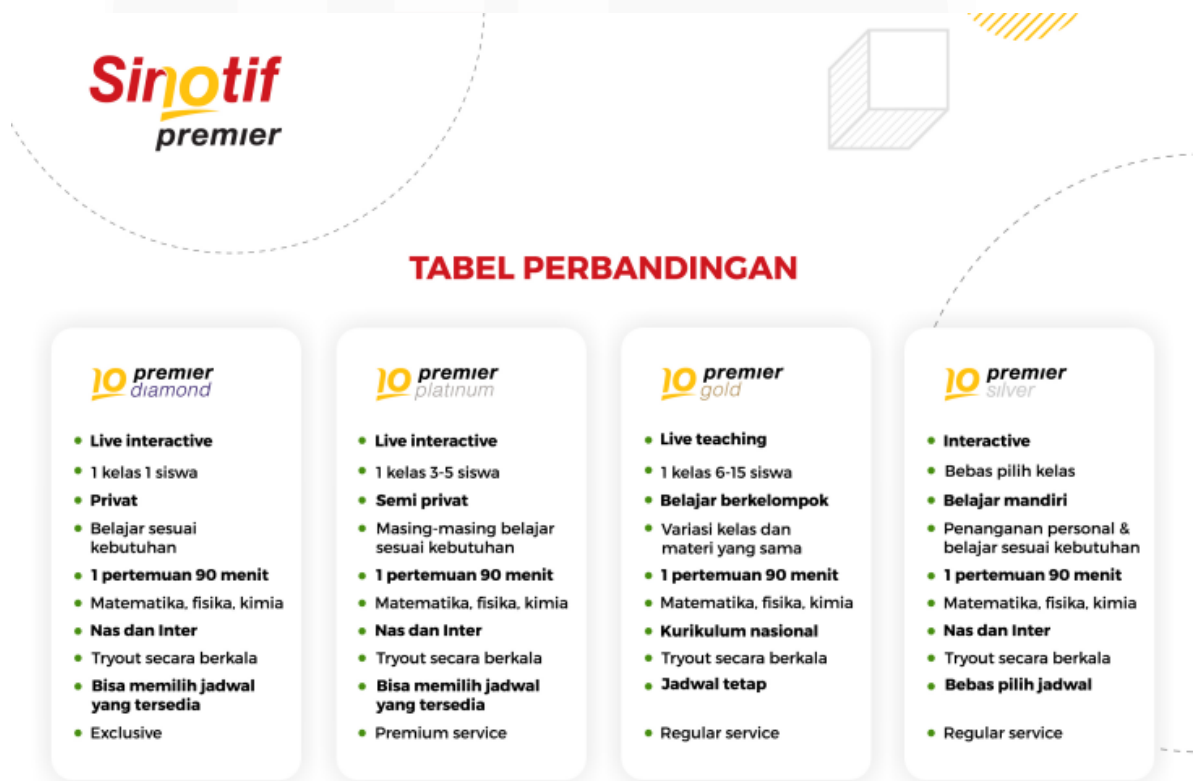 Sinotif
premier
TABEL PERBANDINGAN
10 premier
diamond
Live interactive
1 kelas 1 siswa
Privat
Belajar sesuai
kebutuhan
1 pertemuan 90 menit
Matematika, fisika, kimia
Nas dan Inter
Tryout secara berkala
Bisa memilih jadwal
yang tersedia
Exclusive
10 premier
platinum
Live interactive
1 kelas 3-5 siswa
Semi privat
Masing-masing belajar
sesuai kebutuhan
1 pertemuan 90 menit
Matematika, fisika, kimia
Nas dan Inter
Tryout secara berkala
Bisa memilih jadwal
yang tersedia
Premium service
10 premier
gold
Live teaching
1 kelas 6-15 siswa
Belajar berkelompok
Variasi kelas dan
materi yang sama
1 pertemuan 90 menit
Matematika, fisika, kimia
Kurikulum nasional
Tryout secara berkala
Jadwal tetap
Regular service
10 premier
silver
Interactive
Bebas pilih kelas
Belajar mandiri
Penanganan personal &
belajar sesuai kebutuhan
1 pertemuan 90 menit
Matematika, fisika, kimia
Nas dan Inter
Tryout secara berkala
Bebas pilih jadwal
Regular service